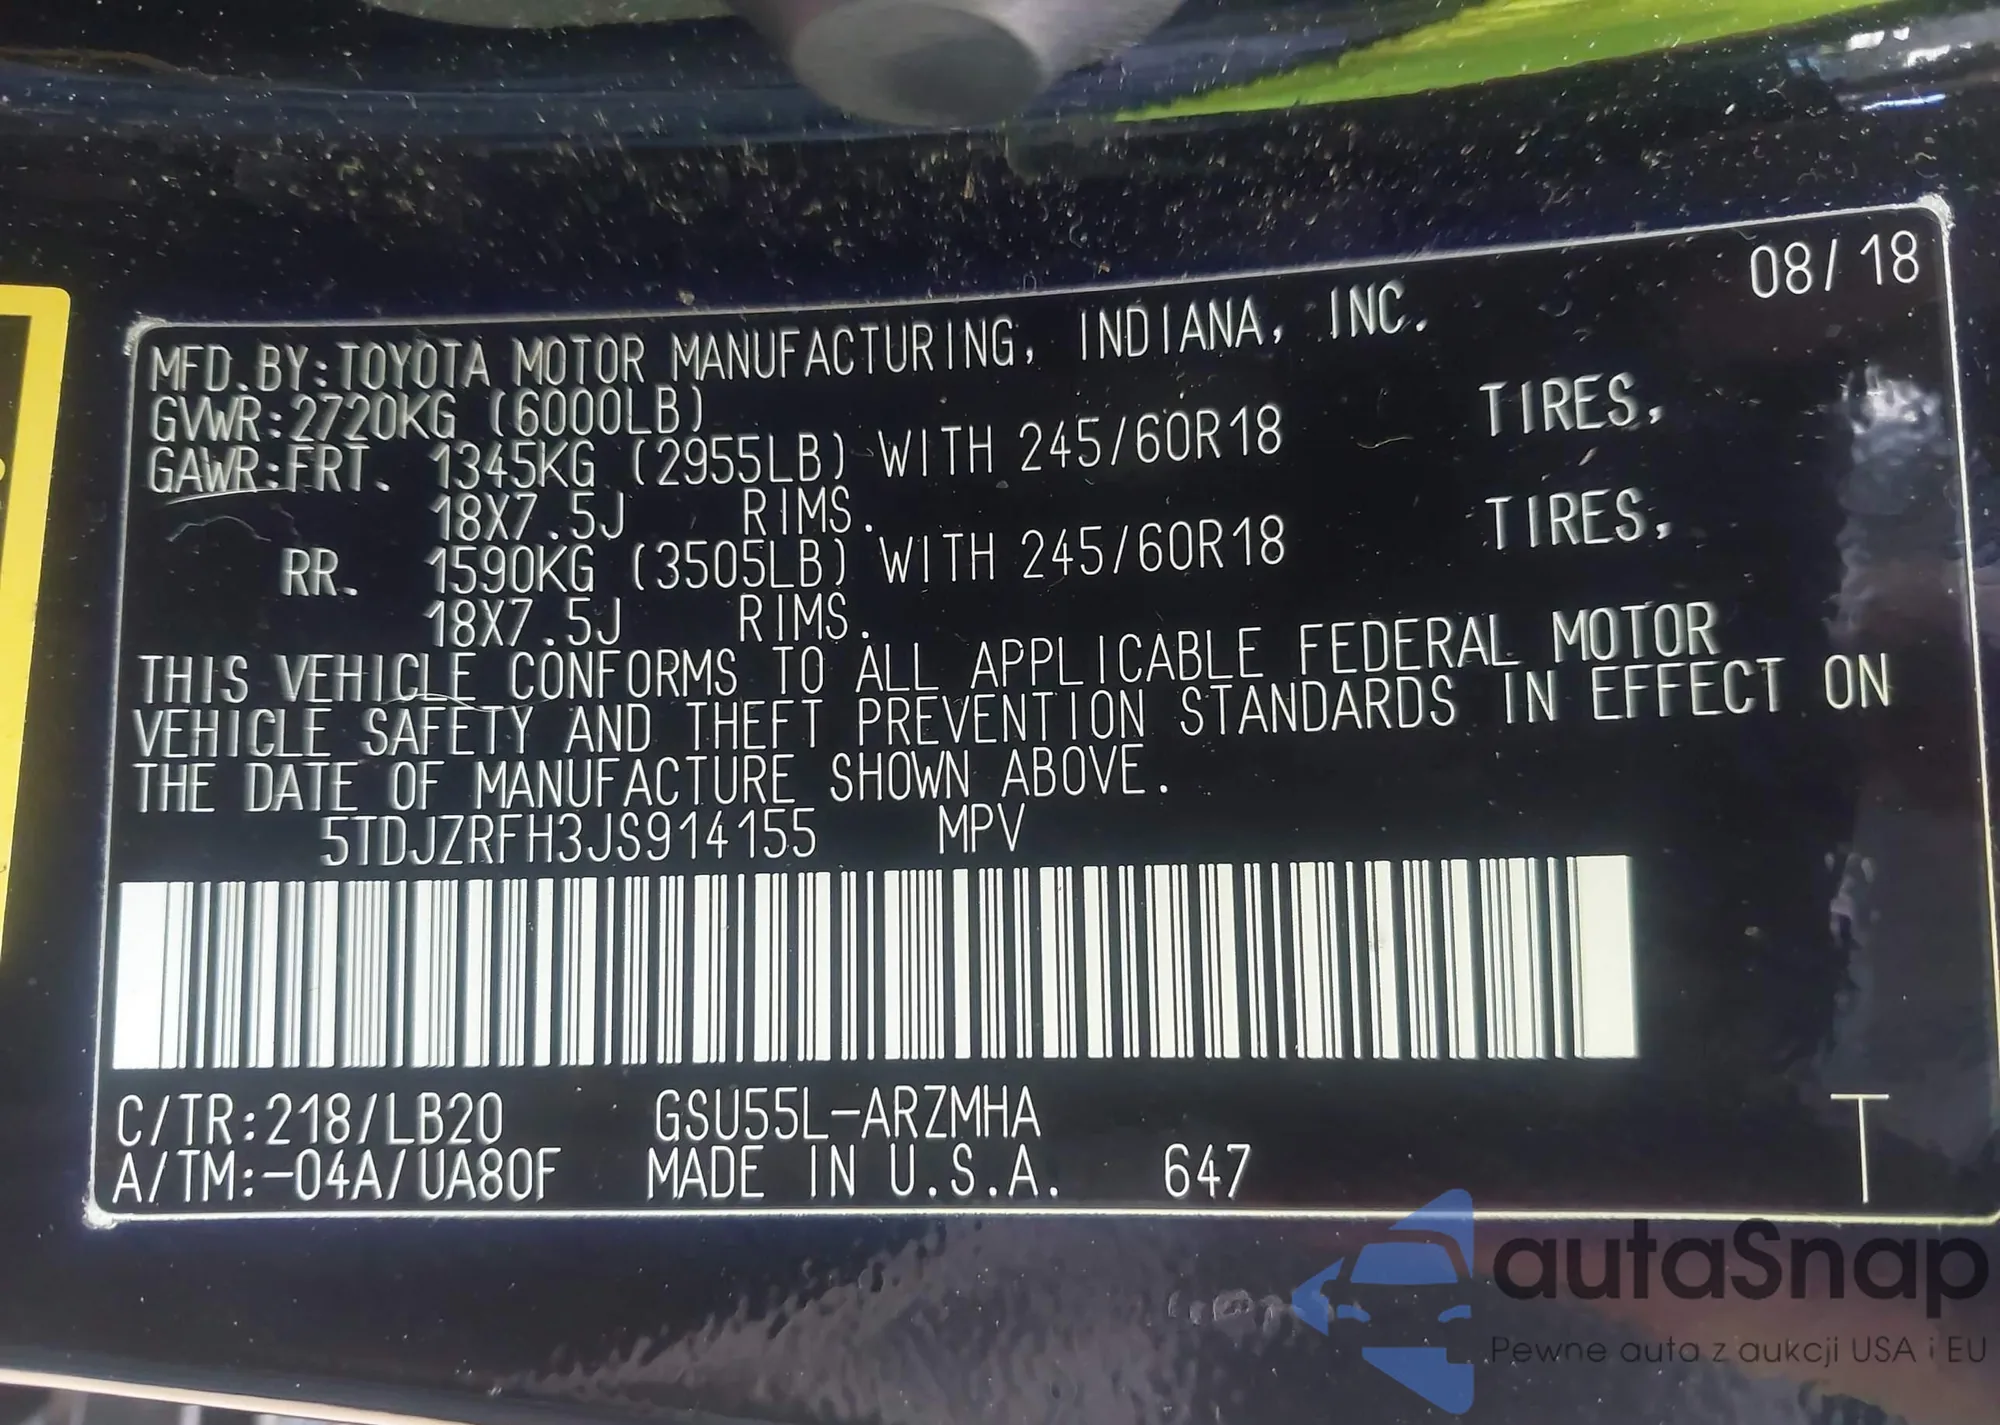 08/18
MFD.BY:TOYOTA MOTOR MANUFACTURING, INDIANA, INC.
GVWR:2720KG (6000LB)
GAWR:FRT. 1345KG (2955LB) WITH 245/60R18 TIRES,
18X7.5J RIMS.
RR. 1590KG (3505LB) WITH 245/60R18 TIRES,
18X7.5J RIMS.
THIS VEHICLE CONFORMS TO ALL APPLICABLE FEDERAL MOTOR
VEHICLE SAFETY AND THEFT PREVENTION STANDARDS IN EFFECT ON
THE DATE OF MANUFACTURE SHOWN ABOVE.
5TDJZRFH3JS914155 MPV
C/TR:218/LB20 GSU55L-ARZMHA
A/TM:-04A/UA80F MADE IN U.S.A. 647 T
autaSnap
Pewne auta z aukcji USA i EU